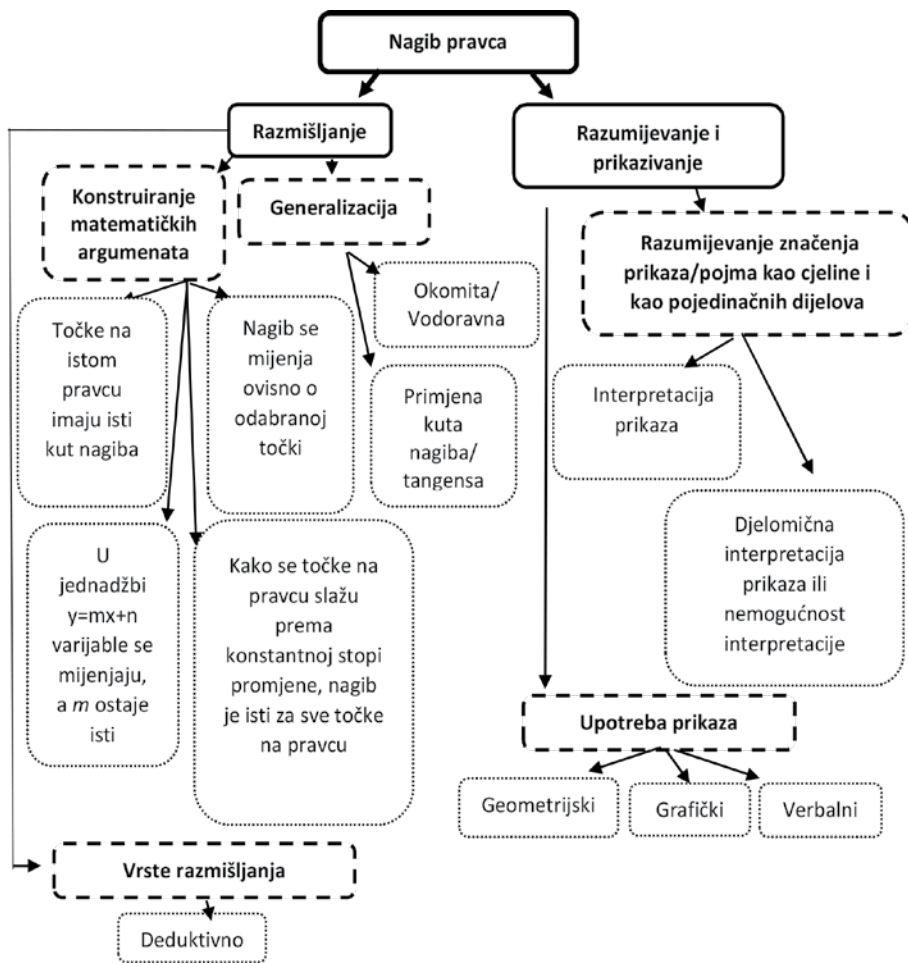 Nagib pravca
Razmišljanje
Razumijevanje i
prikazivanje
Konstruiranje
matematičkih
argumenata
Generalizacija
Razumijevanje značenja
prikaza/pojma kao cjeline i
kao pojedinačnih dijelova
Točke na
istom
pravcu
imaju isti
kut nagiba
Nagib se
mijenja
ovisno o
odabranoj
točki
Okomita/
Vodoravna
Primjena
kuta
nagiba/
tangensa
Interpretacija
prikaza
Djelomična
interpretacija
prikaza ili
nemogućnost
interpretacije
U
jednadžbi
y=mx+n
varijable se
mijenjaju,
a m ostaje
isti
Kako se točke na
pravcu slažu
prema
konstantnoj stopi
promjene, nagib
je isti za sve točke
na pravcu
Upotreba prikaza
Geometrijski
Grafički
Verbalni
Vrste razmišljanja
Deduktivno